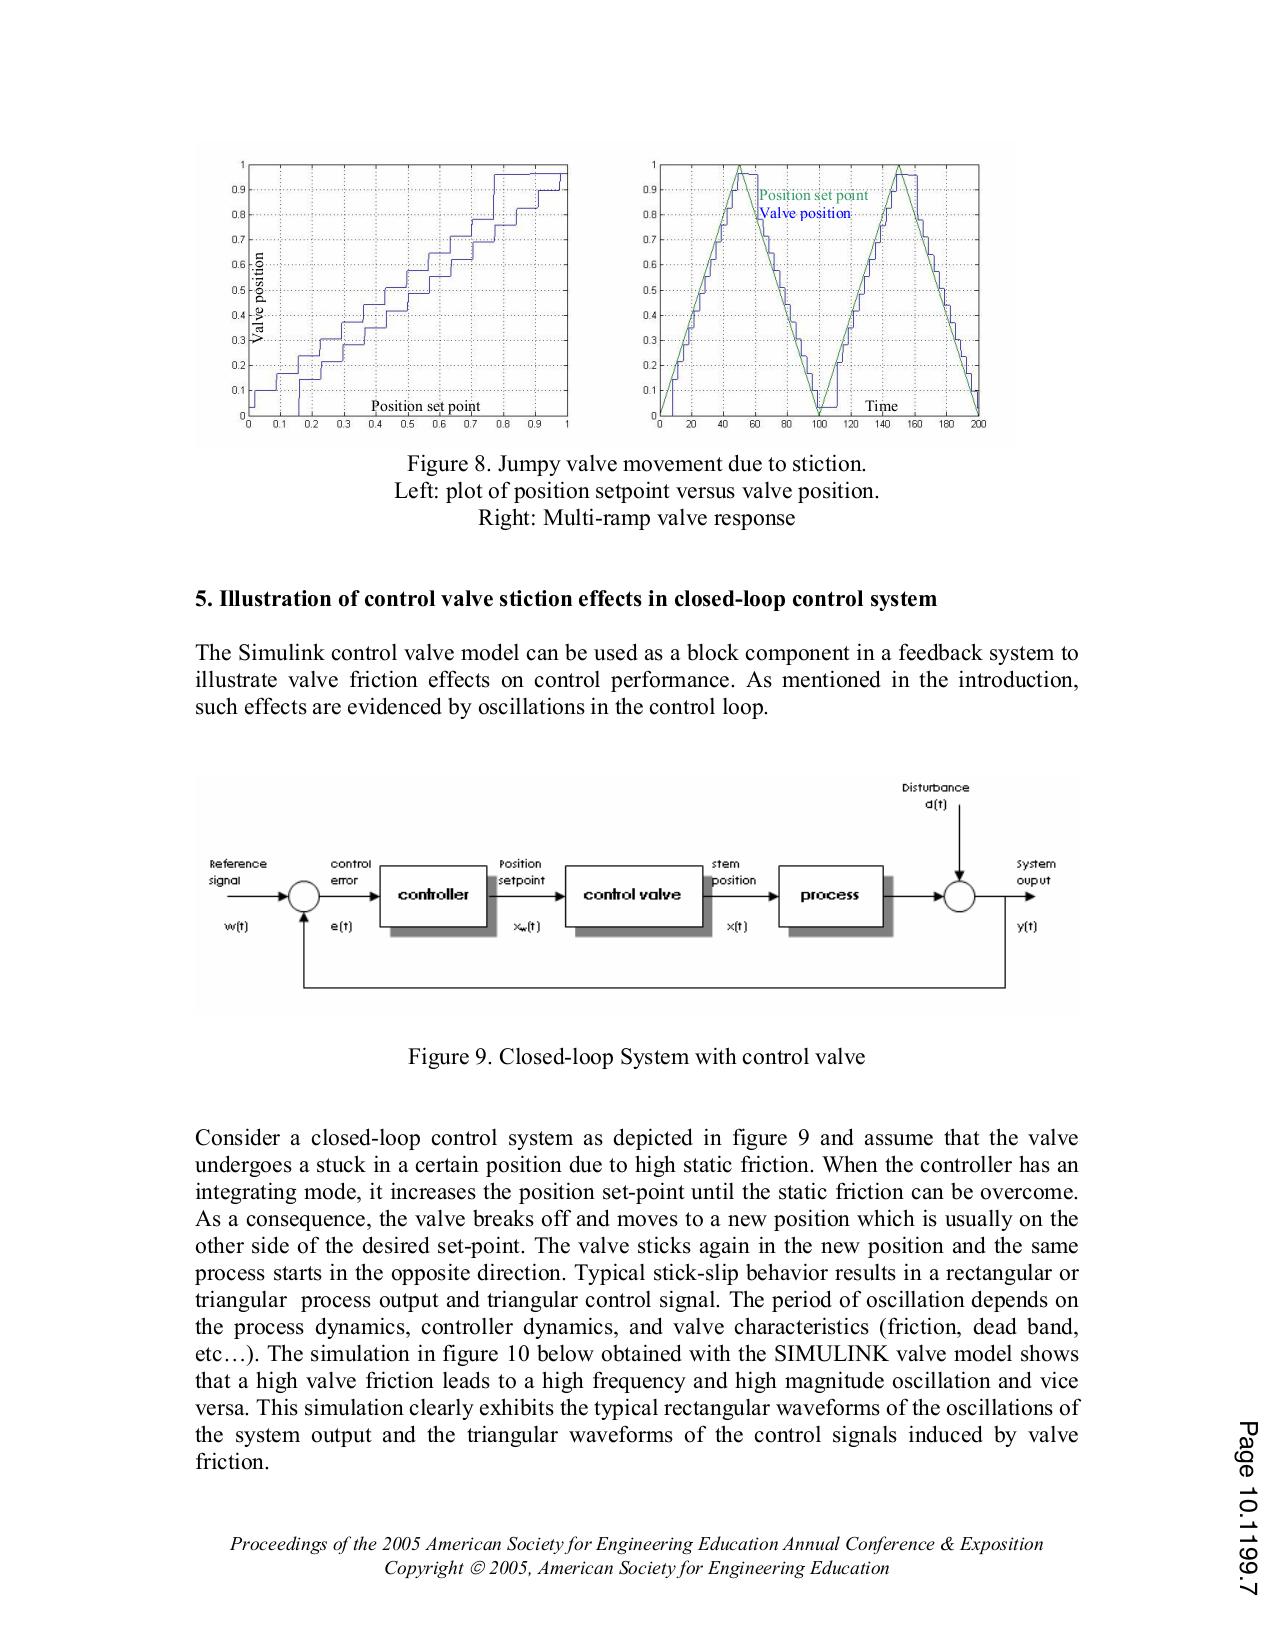 1
0.9
0.8
0.7
0.6
0.5
0.4
0.3
0.2
0.1
0
Valve position
Position set point
0 0.1 0.2 0.3 0.4 0.5 0.6 0.7 0.8 0.9 1
1
0.9
0.8
0.7
0.6
0.5
0.4
0.3
0.2
0.1
0
Position set point
Valve position
Time
0 20 40 60 80 100 120 140 160 180 200
Figure 8. Jumpy valve movement due to stiction.
Left: plot of position setpoint versus valve position.
Right: Multi-ramp valve response
5. Illustration of control valve stiction effects in closed-loop control system
The Simulink control valve model can be used as a block component in a feedback system to
illustrate valve friction effects on control performance. As mentioned in the introduction,
such effects are evidenced by oscillations in the control loop.
Disturbance
d(t)
Reference
signal
w(t)
control
error
e(t)
controller
Position
setpoint
xw(t)
control valve
stem
position
x(t)
process
System
ouput
y(t)
Figure 9. Closed-loop System with control valve
Consider a closed-loop control system as depicted in figure 9 and assume that the valve
undergoes a stuck in a certain position due to high static friction. When the controller has an
integrating mode, it increases the position set-point until the static friction can be overcome.
As a consequence, the valve breaks off and moves to a new position which is usually on the
other side of the desired set-point. The valve sticks again in the new position and the same
process starts in the opposite direction. Typical stick-slip behavior results in a rectangular or
triangular process output and triangular control signal. The period of oscillation depends on
the process dynamics, controller dynamics, and valve characteristics (friction, dead band,
etc…). The simulation in figure 10 below obtained with the SIMULINK valve model shows
that a high valve friction leads to a high frequency and high magnitude oscillation and vice
versa. This simulation clearly exhibits the typical rectangular waveforms of the oscillations of
the system output and the triangular waveforms of the control signals induced by valve
friction.
Proceedings of the 2005 American Society for Engineering Education Annual Conference & Exposition
Copyright © 2005, American Society for Engineering Education
Page 10.1199.7